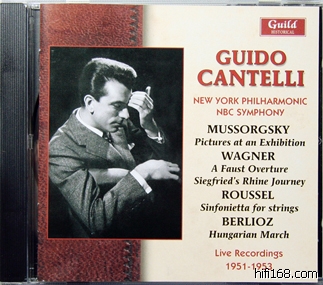 Guild
HISTORICAL
GUIDO
CANTELLI
NEW YORK PHILHARMONIC
NBC SYMPHONY
MUSSORGSKY
Pictures at an Exhibition
WAGNER
A Faust Overture
Siegfried's Rhine Journey
ROUSSEL
Sinfonietta for strings
BERLIOZ
Hungarian March
Live Recordings
1951-1953
hifi168.com